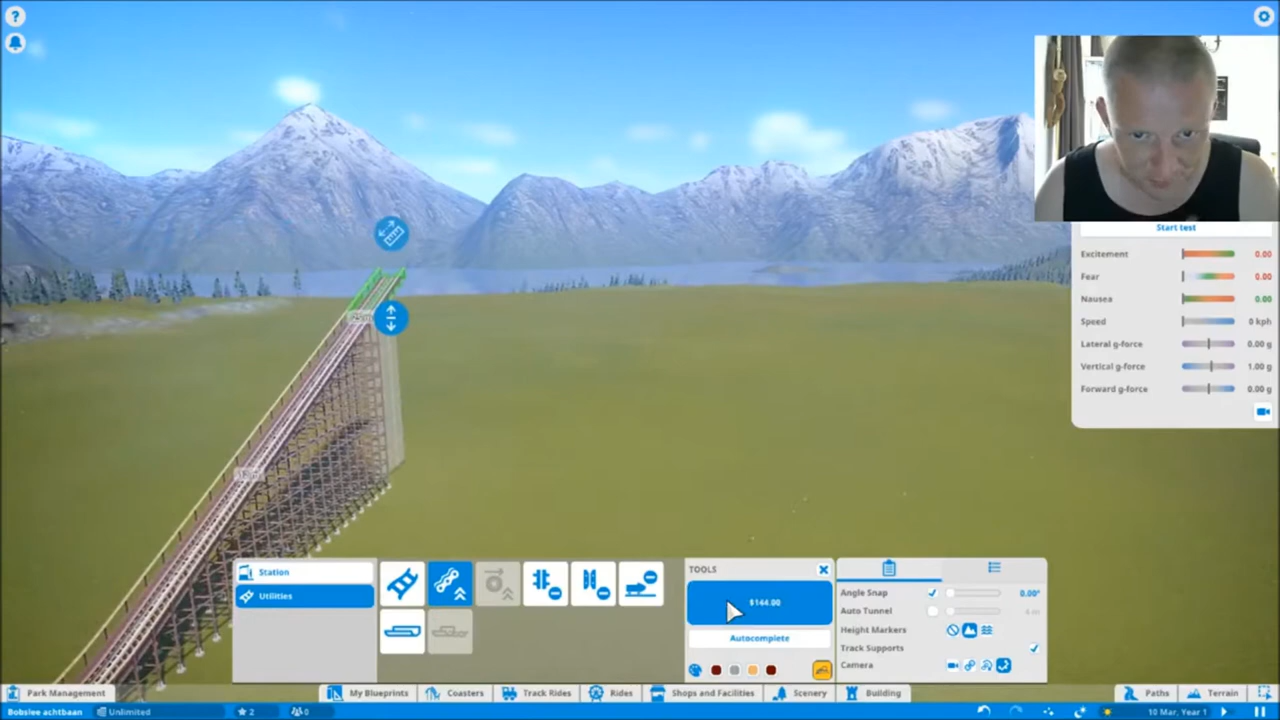 ?
Start test
Excitement 0.00
Fear 0.00
Nausea 0.00
Speed 0 kph
Lateral g-force 0.00 g
Vertical g-force 1.00 g
Forward g-force 0.00 g
Station
Utilities
TOOLS
$144.00
Autocomplete
Angle Snap 0.00°
Auto Tunnel 4 m
Height Markers
Track Supports
Camera
Park Management
My Blueprints
Coasters
Track Rides
Rides
Shops and Facilities
Scenery
Building
Paths
Terrain
Bobslee achtbaan
Unlimited
2
0
10 Mar, Year 1